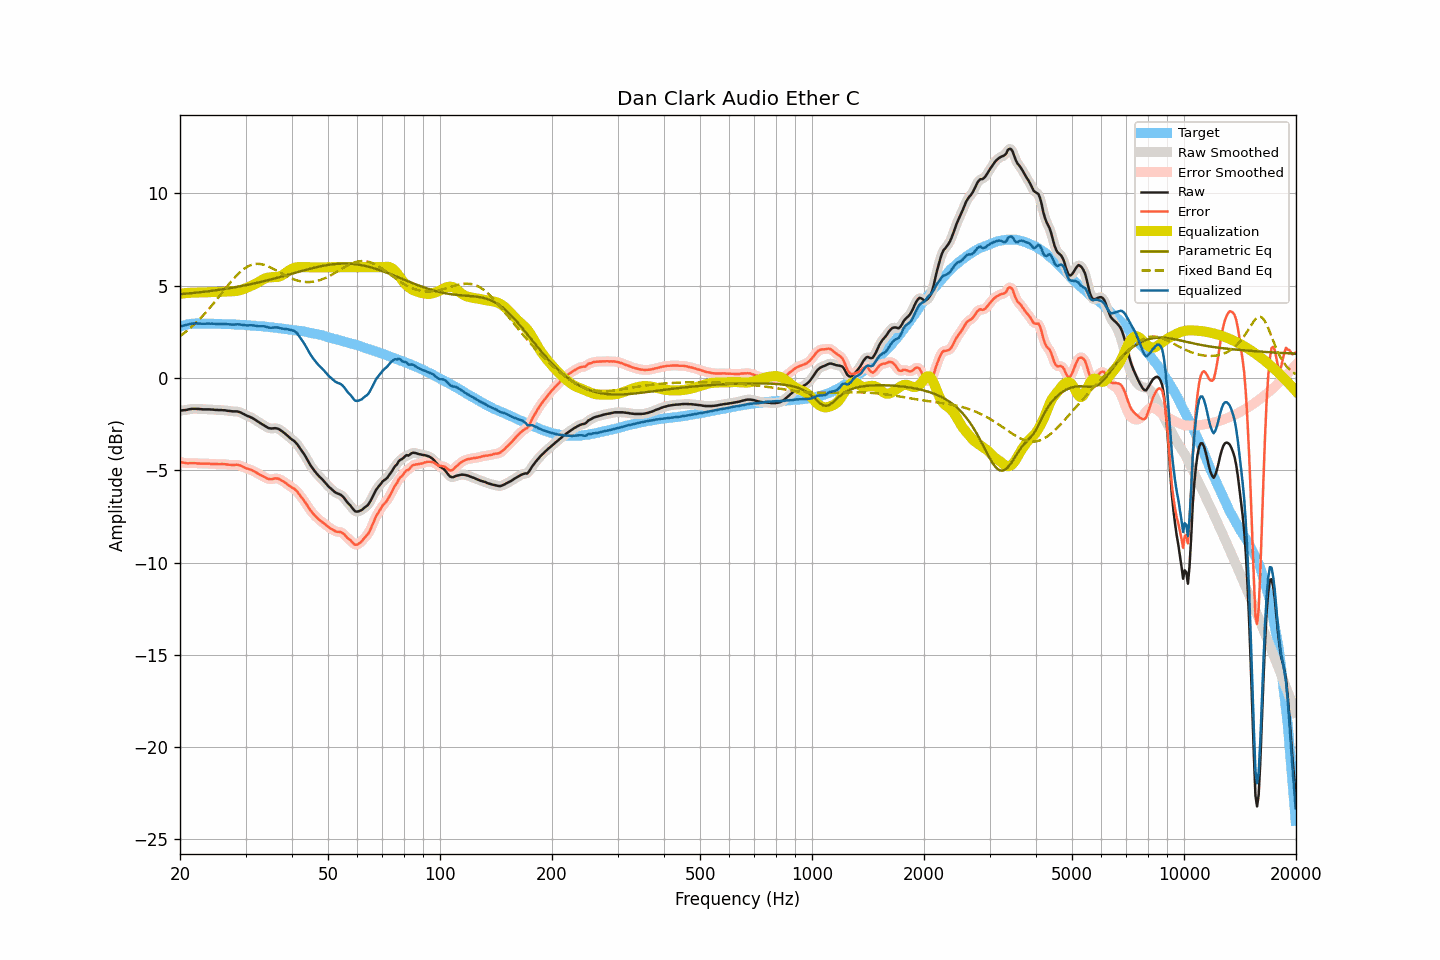 Dan Clark Audio Ether C
Target
Raw Smoothed
Error Smoothed
Raw
Error
Equalization
Parametric Eq
Fixed Band Eq
Equalized
Amplitude (dBr)
10
5
0
−5
−10
−15
−20
−25
20 50 100 200 500 1000 2000 5000 10000 20000
Frequency (Hz)